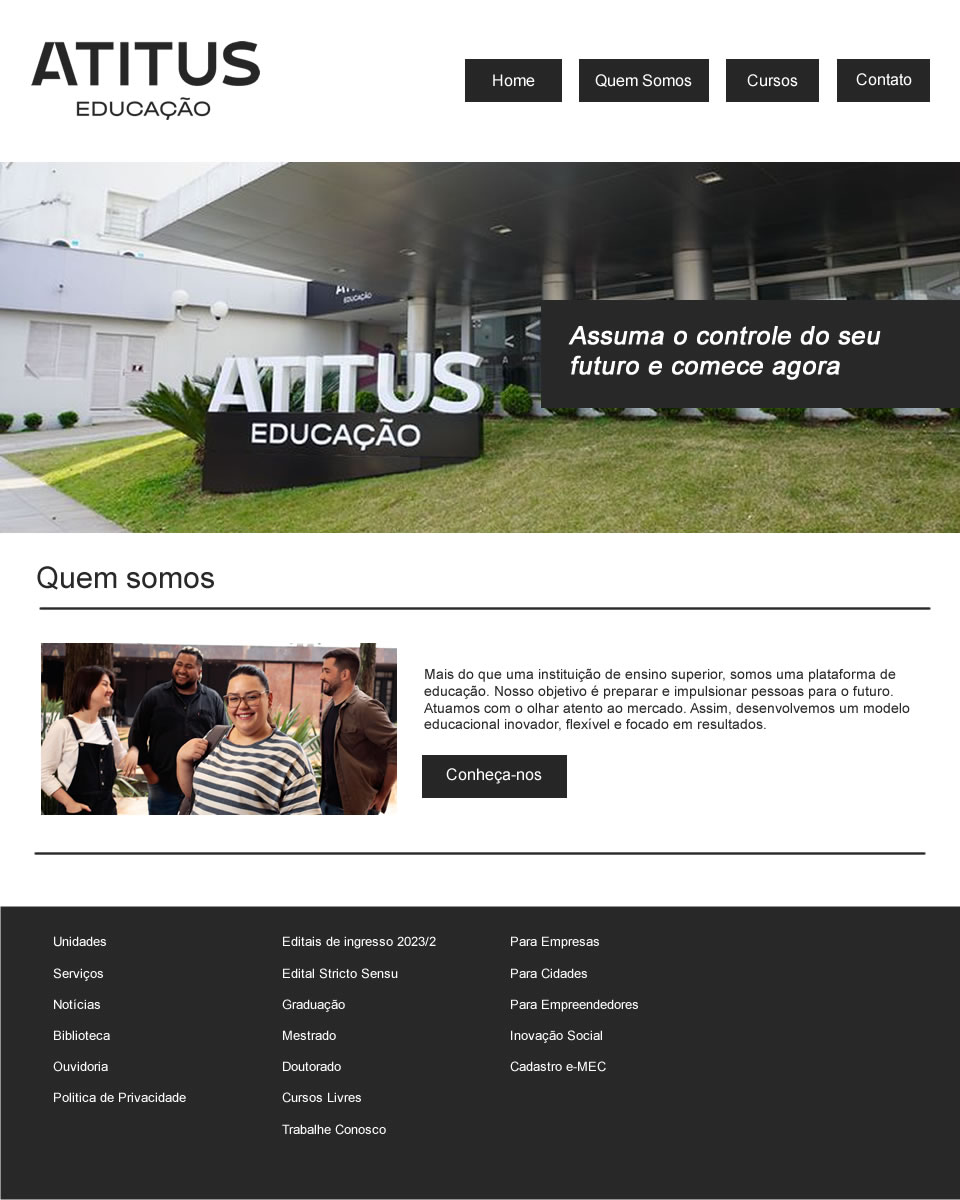 ATITUS
EDUCAÇÃO
Home
Quem Somos
Cursos
Contato
ATITUS
EDUCAÇÃO
EDUCAÇÃO
Assuma o controle do seu
futuro e comece agora
Quem somos
Mais do que uma instituição de ensino superior, somos uma plataforma de
educação. Nosso objetivo é preparar e impulsionar pessoas para o futuro.
Atuamos com o olhar atento ao mercado. Assim, desenvolvemos um modelo
educacional inovador, flexível e focado em resultados.
Conheça-nos
Unidades
Serviços
Notícias
Biblioteca
Ouvidoria
Politica de Privacidade
Editais de ingresso 2023/2
Edital Stricto Sensu
Graduação
Mestrado
Doutorado
Cursos Livres
Trabalhe Conosco
Para Empresas
Para Cidades
Para Empreendedores
Inovação Social
Cadastro e-MEC